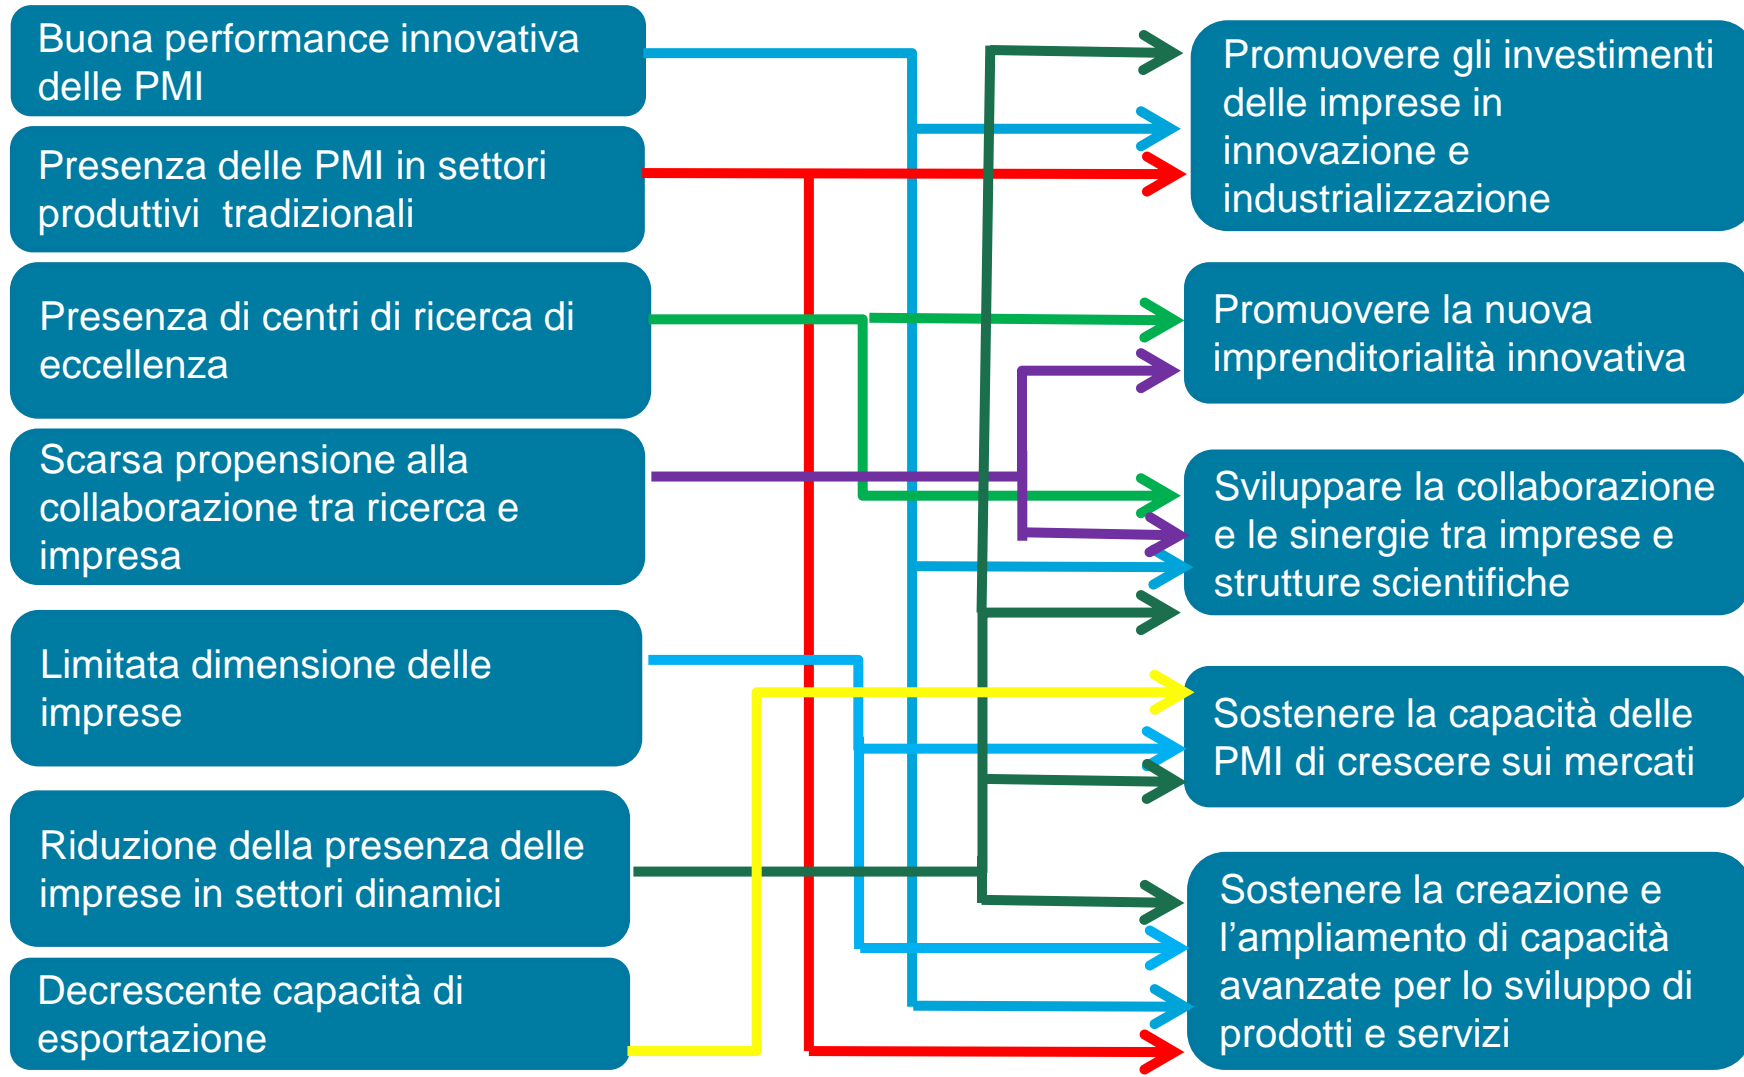 Buona performance innovativa
delle PMI
Presenza delle PMI in settori
produttivi tradizionali
Presenza di centri di ricerca di
eccellenza
Scarsa propensione alla
collaborazione tra ricerca e
impresa
Limitata dimensione delle
imprese
Riduzione della presenza delle
imprese in settori dinamici
Decrescente capacità di
esportazione
Promuovere gli investimenti
delle imprese in
innovazione e
industrializzazione
Promuovere la nuova
imprenditorialità innovativa
Sviluppare la collaborazione
e le sinergie tra imprese e
strutture scientifiche
Sostenere la capacità delle
PMI di crescere sui mercati
Sostenere la creazione e
l’ampliamento di capacità
avanzate per lo sviluppo di
prodotti e servizi